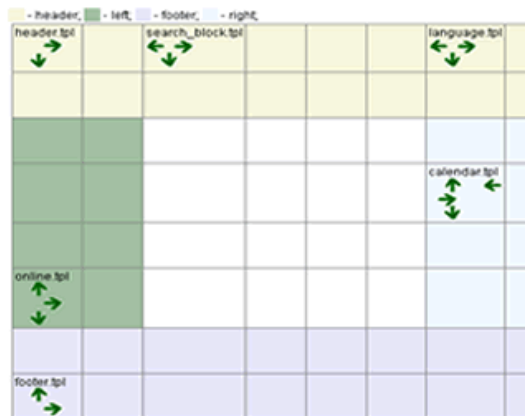 - header; - left; - footer; - right;
header.tpl search_block.tpl language.tpl
calendar.tpl
online.tpl
footer.tpl